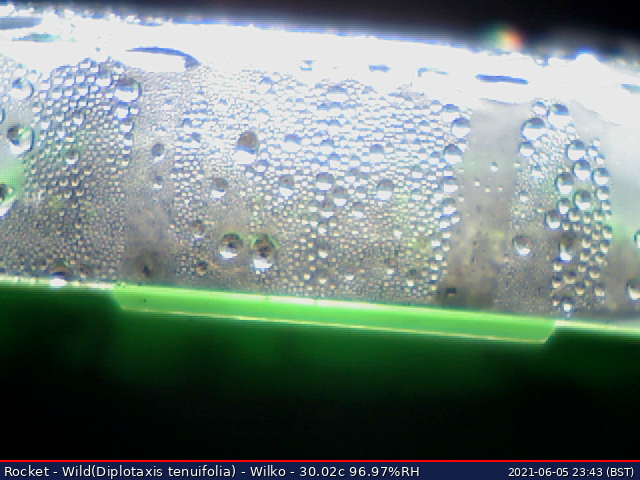 Rocket - Wild(Diplotaxis tenuifolia) - Wilko - 30.02c 96.97%RH 2021-06-05 23:43 (BST)